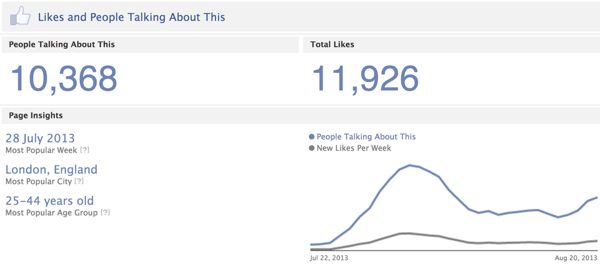 Likes and People Talking About This
People Talking About This
Total Likes
10,368
11,926
Page Insights
28 July 2013
Most Popular Week [?]
London, England
Most Popular City [?]
25-44 years old
Most Popular Age Group [?]
People Talking About This
New Likes Per Week
Jul 22, 2013
Aug 20, 2013